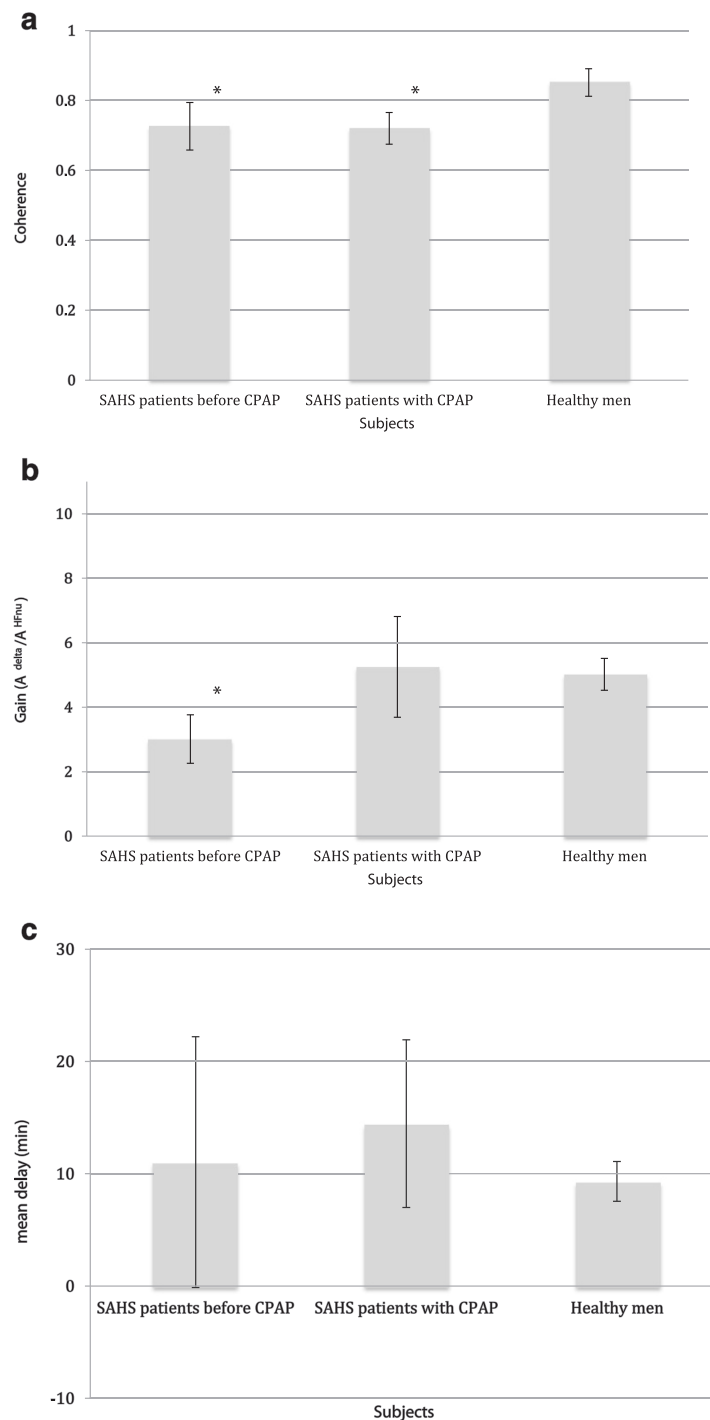 a
1
0.8
0.6
0.4
0.2
0
Coherence
*
*
SAHS patients before CPAP
SAHS patients with CPAP
Healthy men
Subjects
b
10
8
6
4
2
0
Gain (A delta /A HFnu )
*
SAHS patients before CPAP
SAHS patients with CPAP
Healthy men
Subjects
c
30
20
10
0
-10
mean delay (min)
SAHS patients before CPAP
SAHS patients with CPAP
Healthy men
Subjects